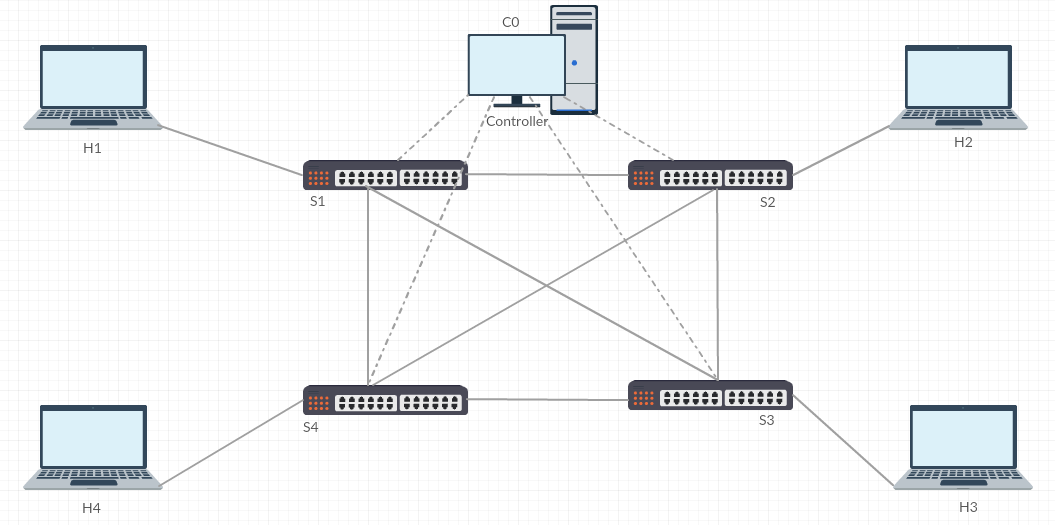 C0
Controller
H1
H2
S1
S2
S4
S3
H4
H3